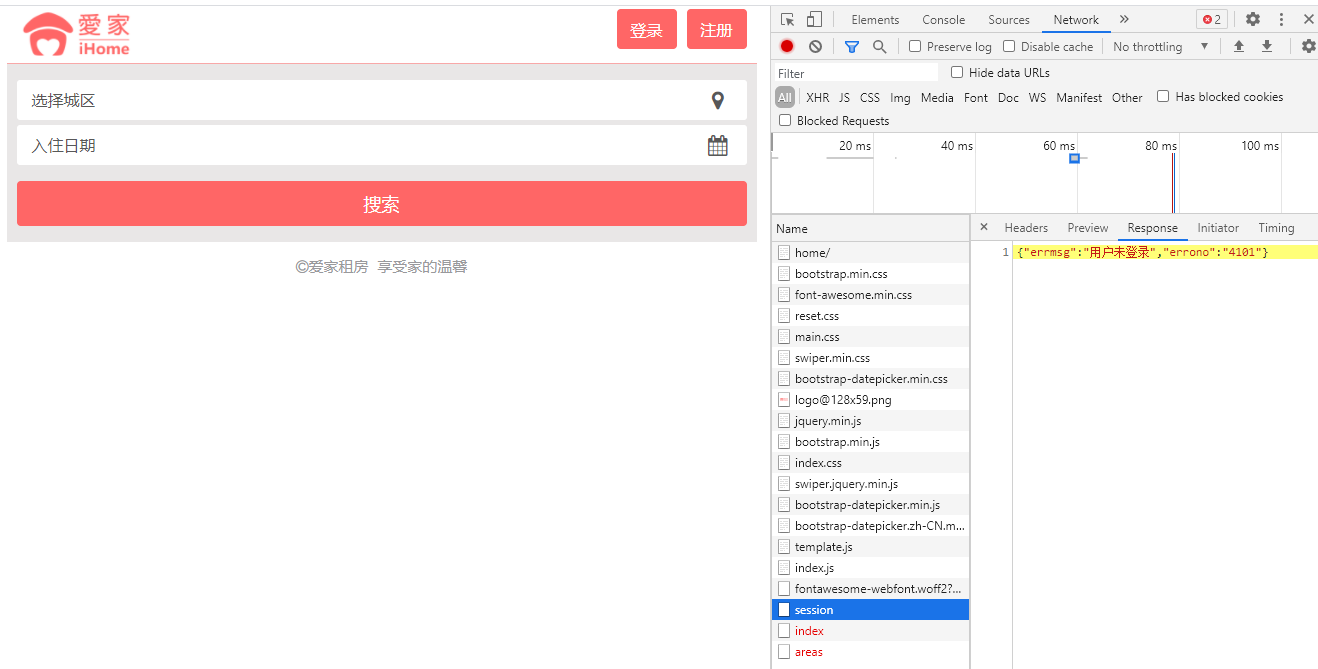 愛家
iHome
登录
注册
选择城区
入住日期
搜索
©爱家租房 享受家的温馨
Elements Console Sources Network » 2
Preserve log Disable cache No throttling
Filter Hide data URLs
All XHR JS CSS Img Media Font Doc WS Manifest Other Has blocked cookies
Blocked Requests
20 ms 40 ms 60 ms 80 ms 100 ms
Name
home/
bootstrap.min.css
font-awesome.min.css
reset.css
main.css
swiper.min.css
bootstrap-datepicker.min.css
logo@128x59.png
jquery.min.js
bootstrap.min.js
index.css
swiper.jquery.min.js
bootstrap-datepicker.min.js
bootstrap-datepicker.zh-CN.m...
template.js
index.js
fontawesome-webfont.woff2?...
session
index
areas
× Headers Preview Response Initiator Timing
1 {"errmsg":"用户未登录","errono":"4101"}